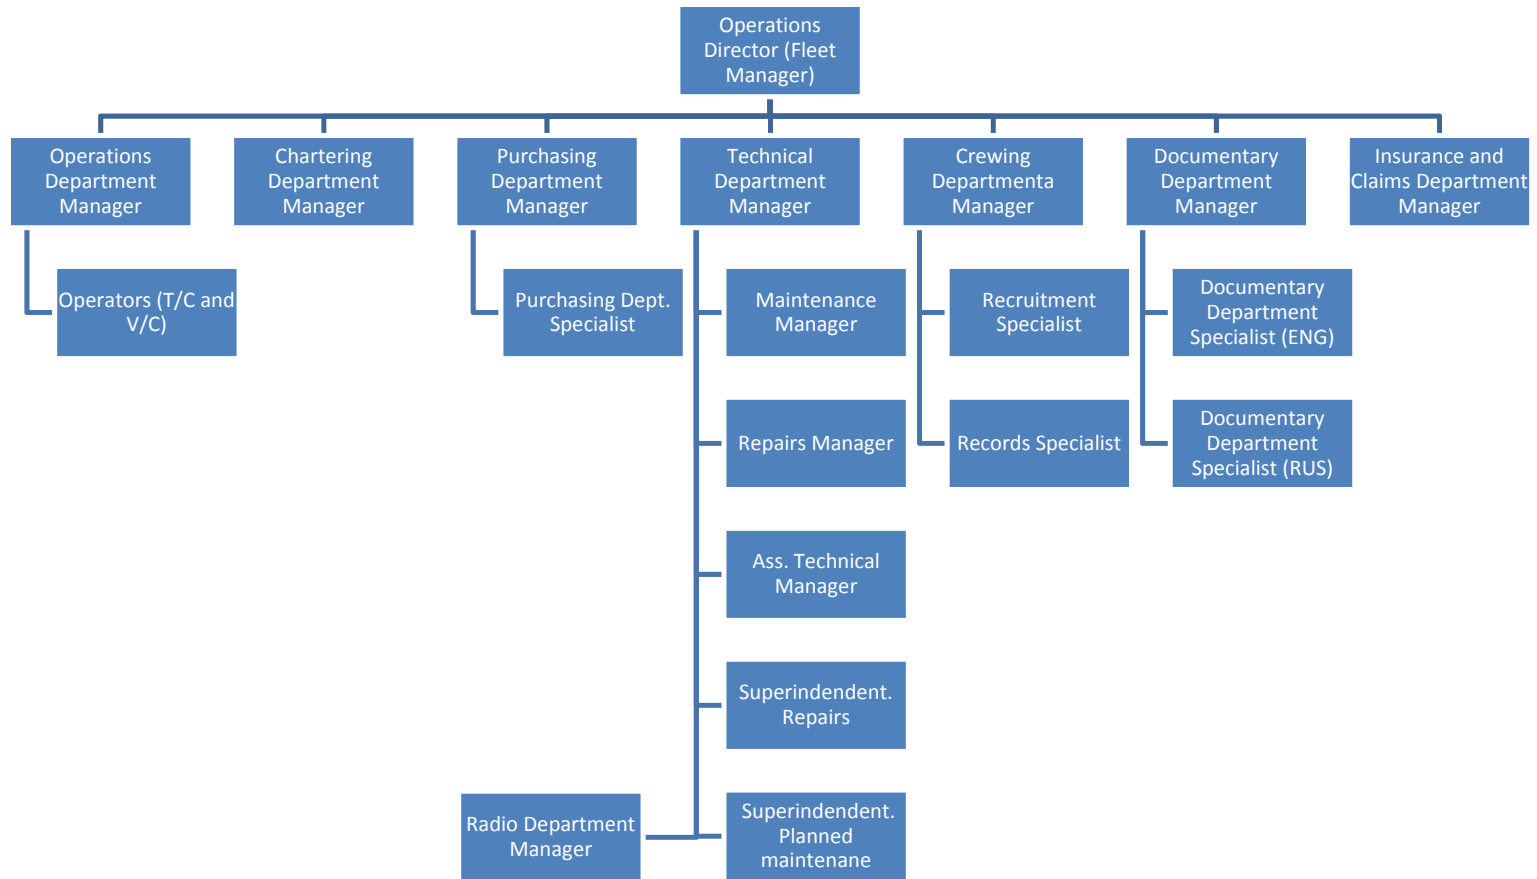 Operations
Director (Fleet
Manager)
Operations
Department
Manager
Chartering
Department
Manager
Purchasing
Department
Manager
Technical
Department
Manager
Crewing
Departmenta
Manager
Documentary
Department
Manager
Insurance and
Claims Department
Manager
Operators (T/C and
V/C)
Purchasing Dept.
Specialist
Maintenance
Manager
Recruitment
Specialist
Documentary
Department
Specialist (ENG)
Repairs Manager
Records Specialist
Documentary
Department
Specialist (RUS)
Ass. Technical
Manager
Superindendent.
Repairs
Radio Department
Manager
Superindendent.
Planned
maintenane